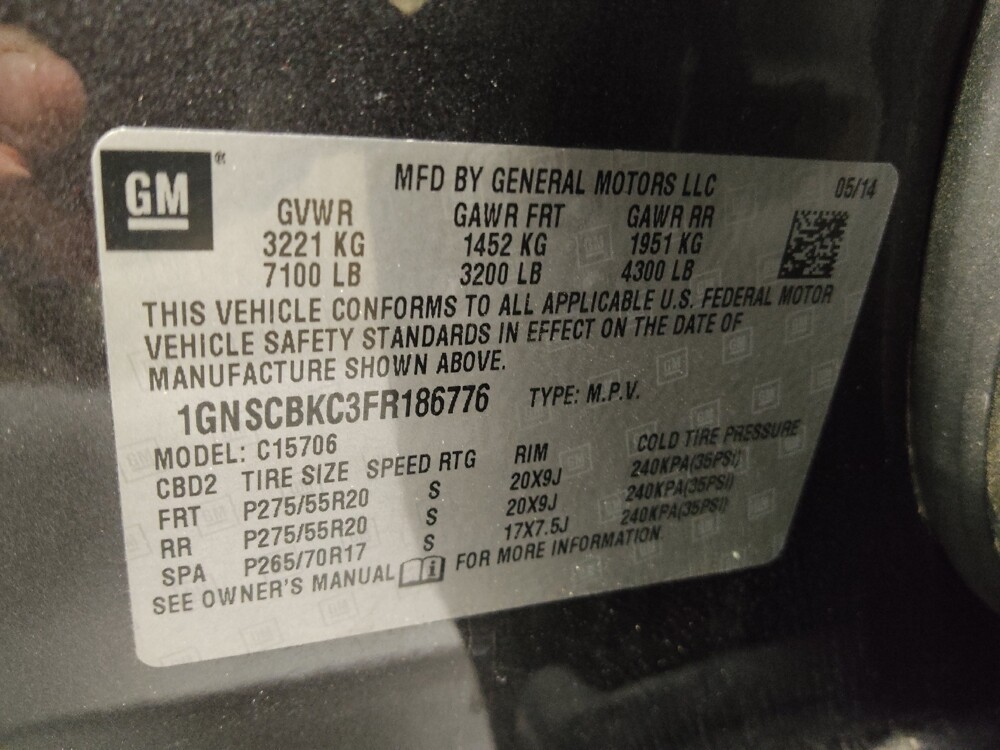 GM®
MFD BY GENERAL MOTORS LLC 05/14
GVWR GAWR FRT GAWR RR
3221 KG 1452 KG 1951 KG
7100 LB 3200 LB 4300 LB
THIS VEHICLE CONFORMS TO ALL APPLICABLE U.S. FEDERAL MOTOR
VEHICLE SAFETY STANDARDS IN EFFECT ON THE DATE OF
MANUFACTURE SHOWN ABOVE.
1GNSCBKC3FR186776 TYPE: M.P.V.
MODEL: C15706
CBD2 TIRE SIZE SPEED RTG RIM COLD TIRE PRESSURE
FRT P275/55R20 S 20X9J 240KPA(35PSI)
RR P275/55R20 S 20X9J 240KPA(35PSI)
SPA P265/70R17 S 17X7.5J 240KPA(35PSI)
SEE OWNER'S MANUAL i FOR MORE INFORMATION.